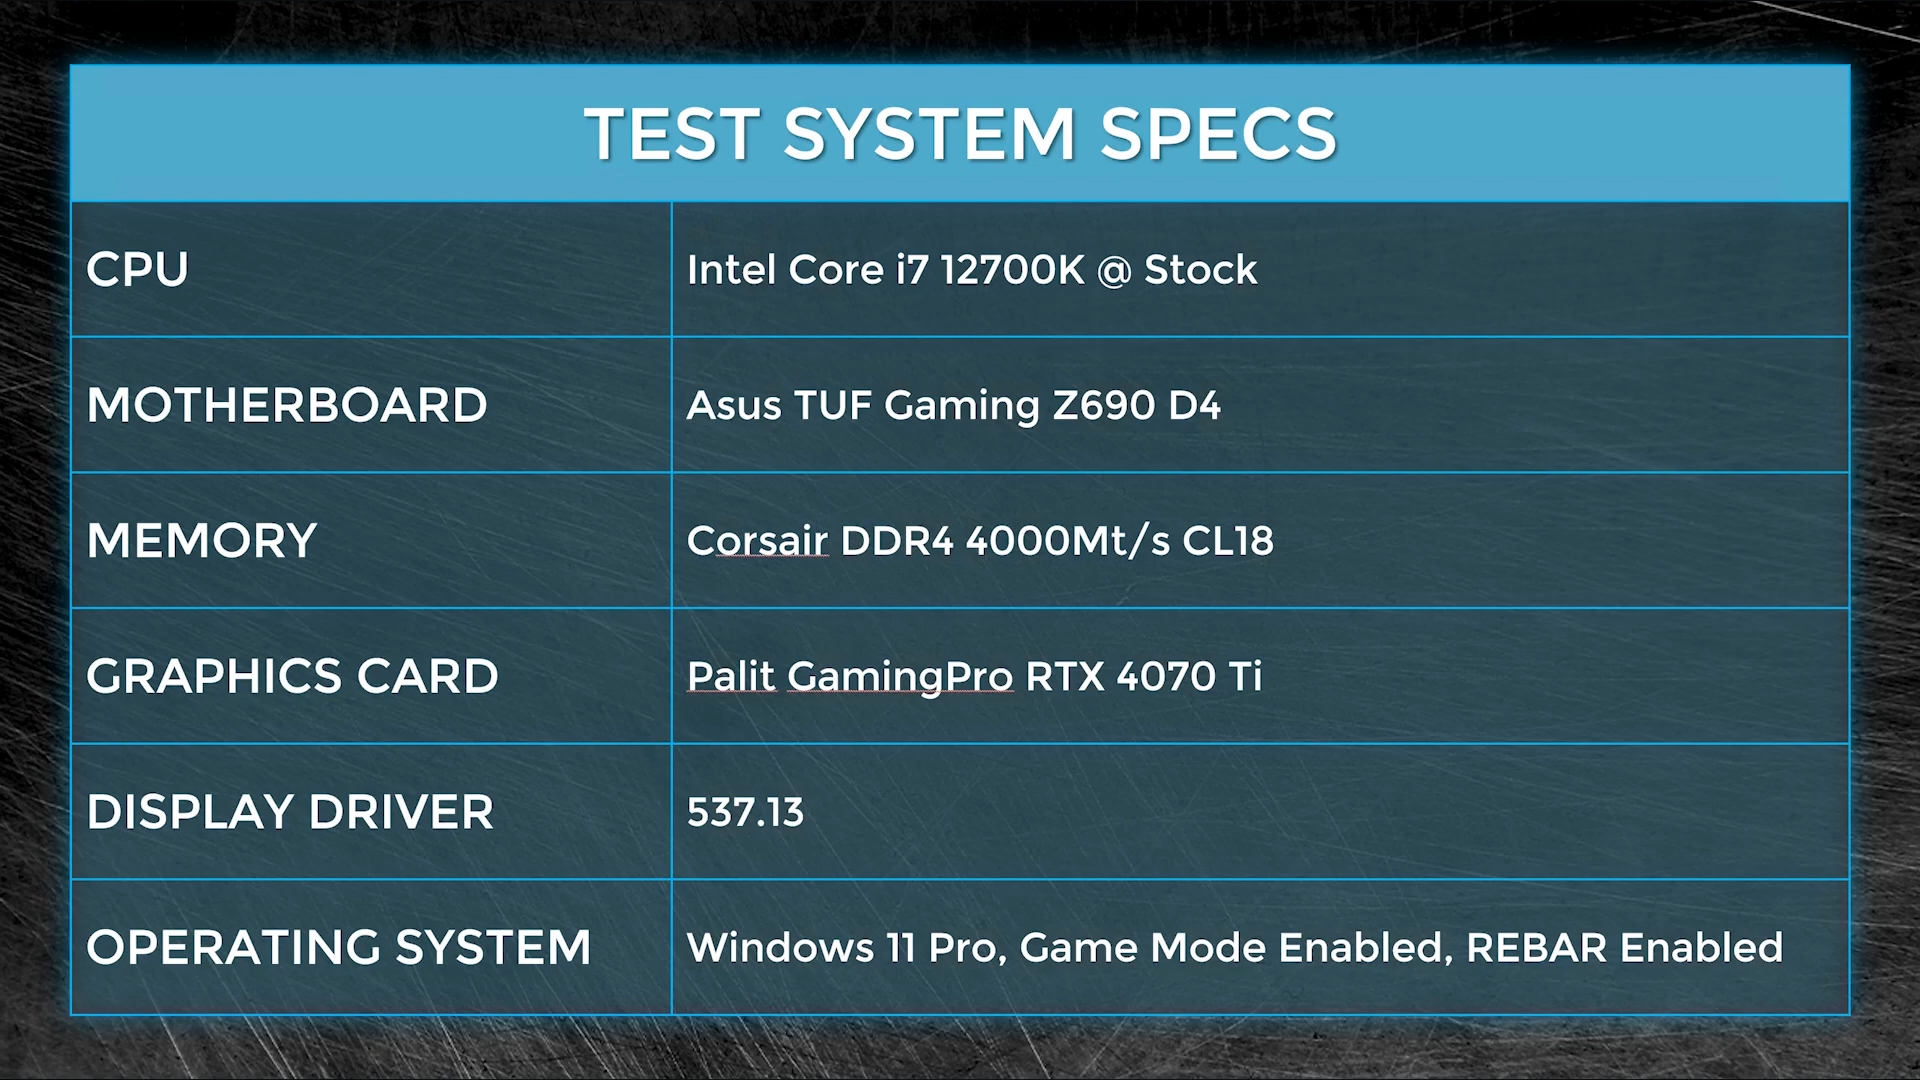 TEST SYSTEM SPECS
CPU
Intel Core i7 12700K @ Stock
MOTHERBOARD
Asus TUF Gaming Z690 D4
MEMORY
Corsair DDR4 4000Mt/s CL18
GRAPHICS CARD
Palit GamingPro RTX 4070 Ti
DISPLAY DRIVER
537.13
OPERATING SYSTEM
Windows 11 Pro, Game Mode Enabled, REBAR Enabled